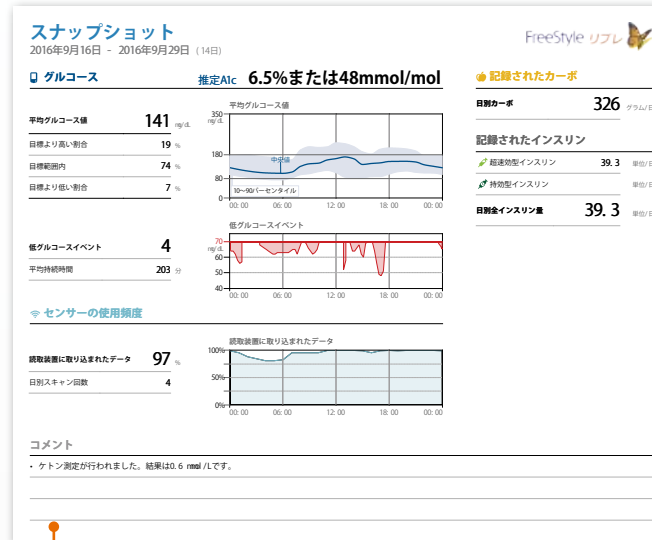 スナップショット
2016年9月16日 - 2016年9月29日 (14日)
FreeStyle リブレ
グルコース
推定A1c 6.5%または48mmol/mol
平均グルコース値 141 mg/dL
目標より高い割合 19 %
目標範囲内 74 %
目標より低い割合 7 %
平均グルコース値
350
mg/dL
180
80
0
中央値
10～90パーセンタイル
00:00 06:00 12:00 18:00 00:00
低グルコースイベント 4
平均持続時間 203 分
低グルコースイベント
70
mg/dL
60
50
40
00:00 06:00 12:00 18:00 00:00
センサーの使用頻度
読取装置に取り込まれたデータ 97 %
日別スキャン回数 4
読取装置に取り込まれたデータ
100%
50%
0%
00:00 06:00 12:00 18:00 00:00
記録されたカーボ
日別カーボ 326 グラム/日
記録されたインスリン
超速効型インスリン 39.3 単位/日
持効型インスリン 単位/日
日別全インスリン量 39.3 単位/日
コメント
• ケトン測定が行われました。結果は0.6 mmol/Lです。